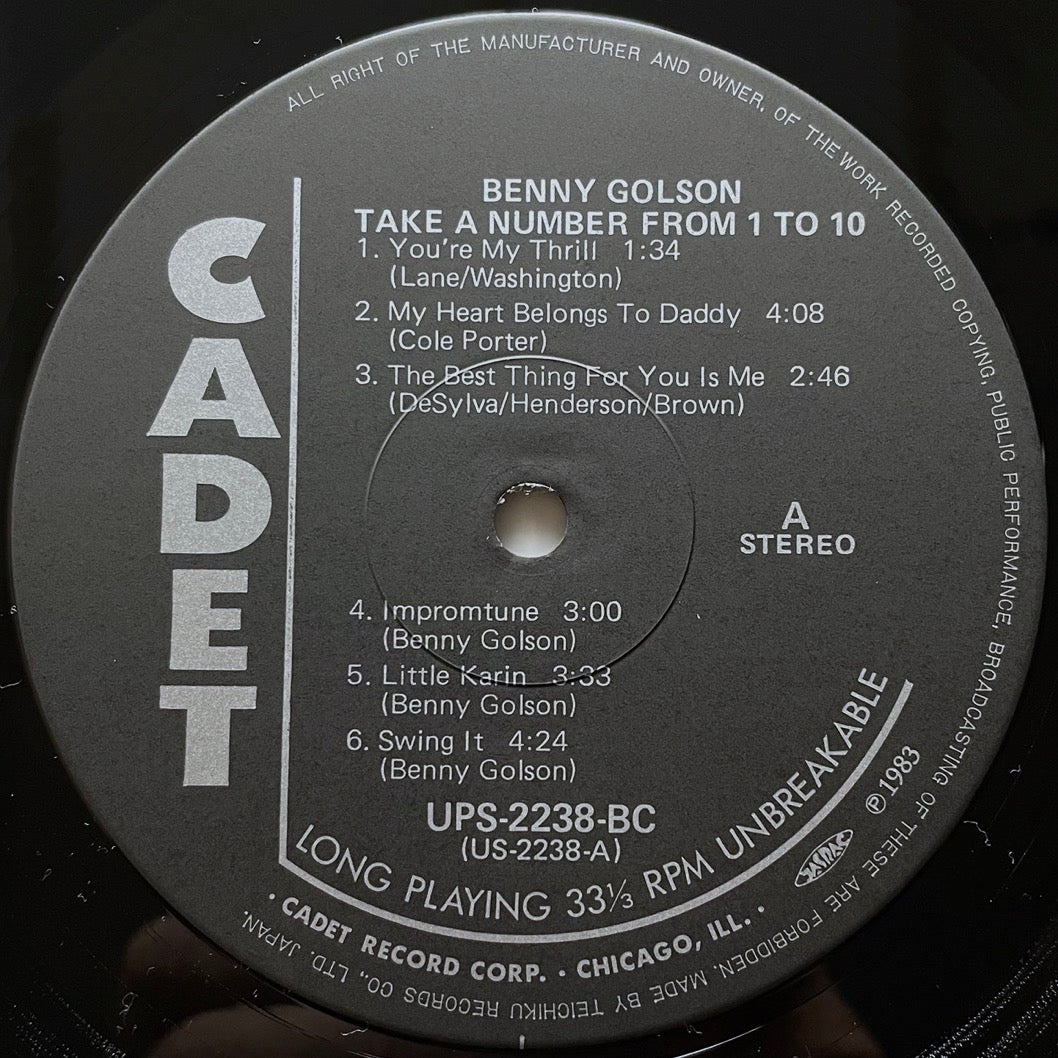 ALL RIGHT OF THE MANUFACTURER AND OWNER, OF THE WORK RECORDED COPYING, PUBLIC PERFORMANCE, BROADCASTING OF THESE ARE FORBIDDEN. MADE BY TEICHIKU RECORDS CO., LTD. JAPAN.
CADET
BENNY GOLSON
TAKE A NUMBER FROM 1 TO 10
1. You're My Thrill 1:34
(Lane/Washington)
2. My Heart Belongs To Daddy 4:08
(Cole Porter)
3. The Best Thing For You Is Me 2:46
(DeSylva/Henderson/Brown)
A
STEREO
4. Impromtune 3:00
(Benny Golson)
5. Little Karin 3:33
(Benny Golson)
6. Swing It 4:24
(Benny Golson)
UPS-2238-BC
(US-2238-A)
℗1983
JASRAC
LONG PLAYING 33⅓ RPM UNBREAKABLE
· CADET RECORD CORP. · CHICAGO, ILL. ·